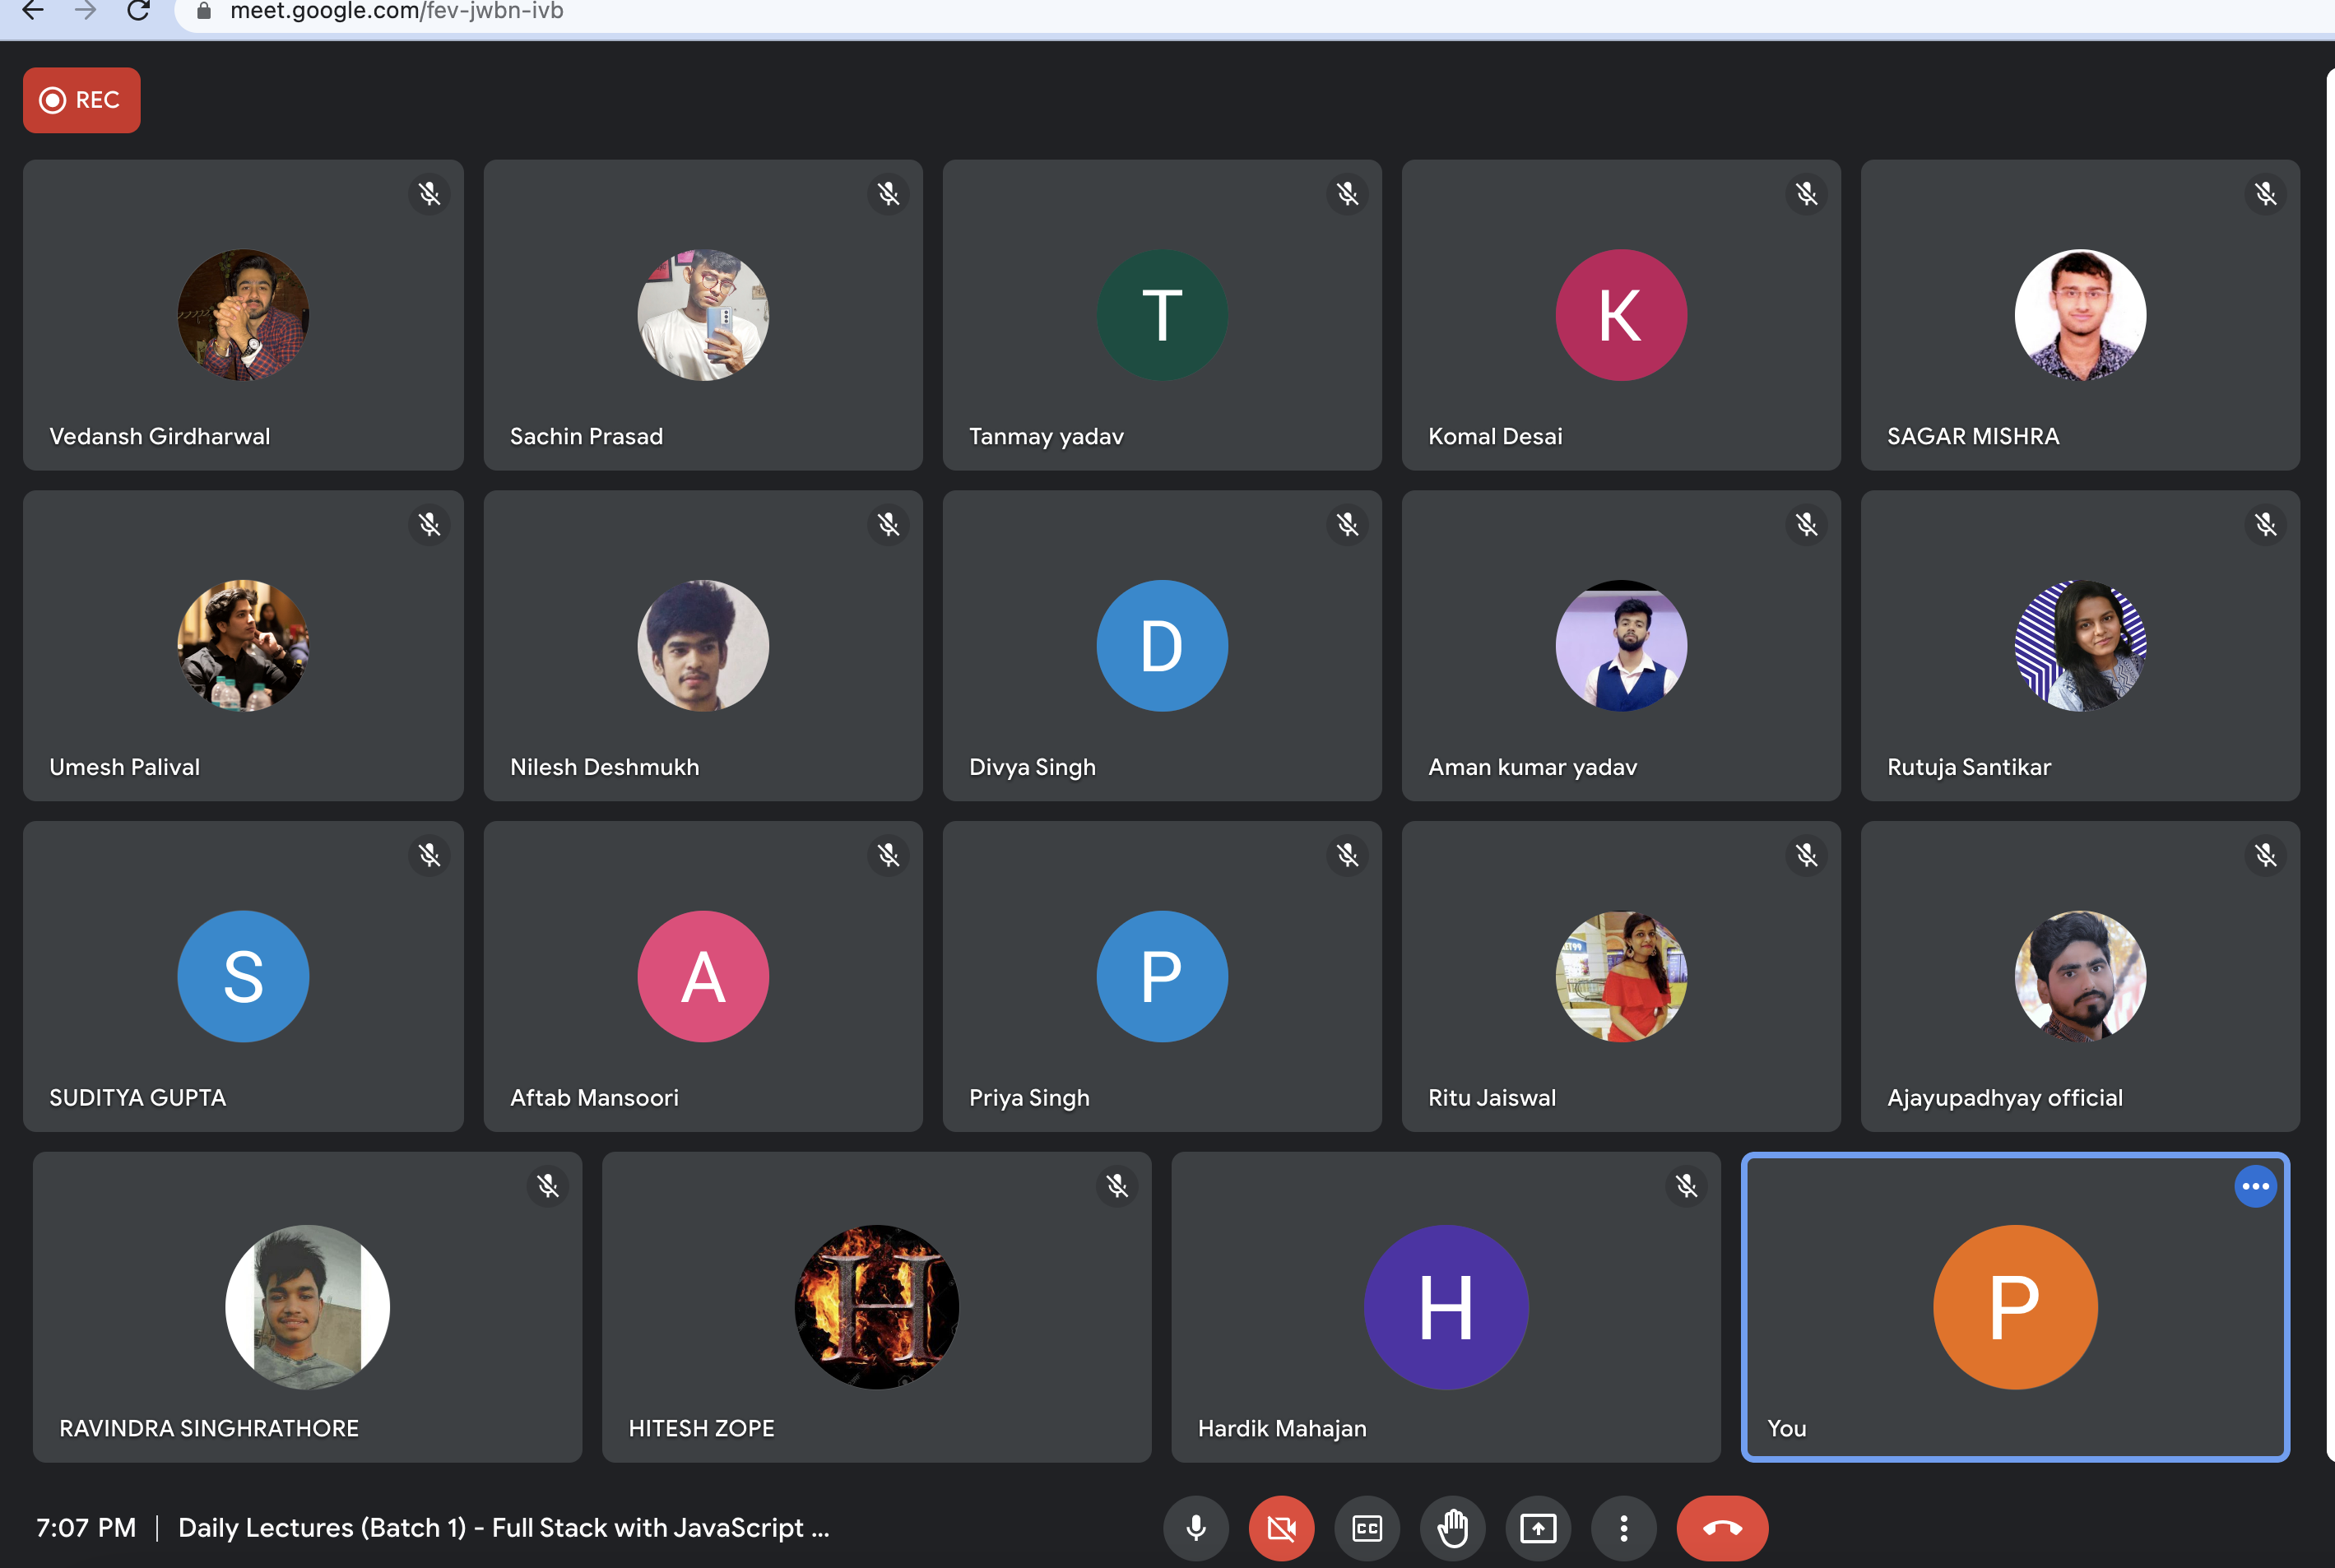 meet.google.com/fev-jwbn-ivb
REC
T
K
Vedansh Girdharwal
Sachin Prasad
Tanmay yadav
Komal Desai
SAGAR MISHRA
D
Umesh Palival
Nilesh Deshmukh
Divya Singh
Aman kumar yadav
Rutuja Santikar
S
A
P
SUDITYA GUPTA
Aftab Mansoori
Priya Singh
Ritu Jaiswal
Ajayupadhyay official
H
H
P
RAVINDRA SINGHRATHORE
HITESH ZOPE
Hardik Mahajan
You
7:07 PM | Daily Lectures (Batch 1) - Full Stack with JavaScript ...
CC